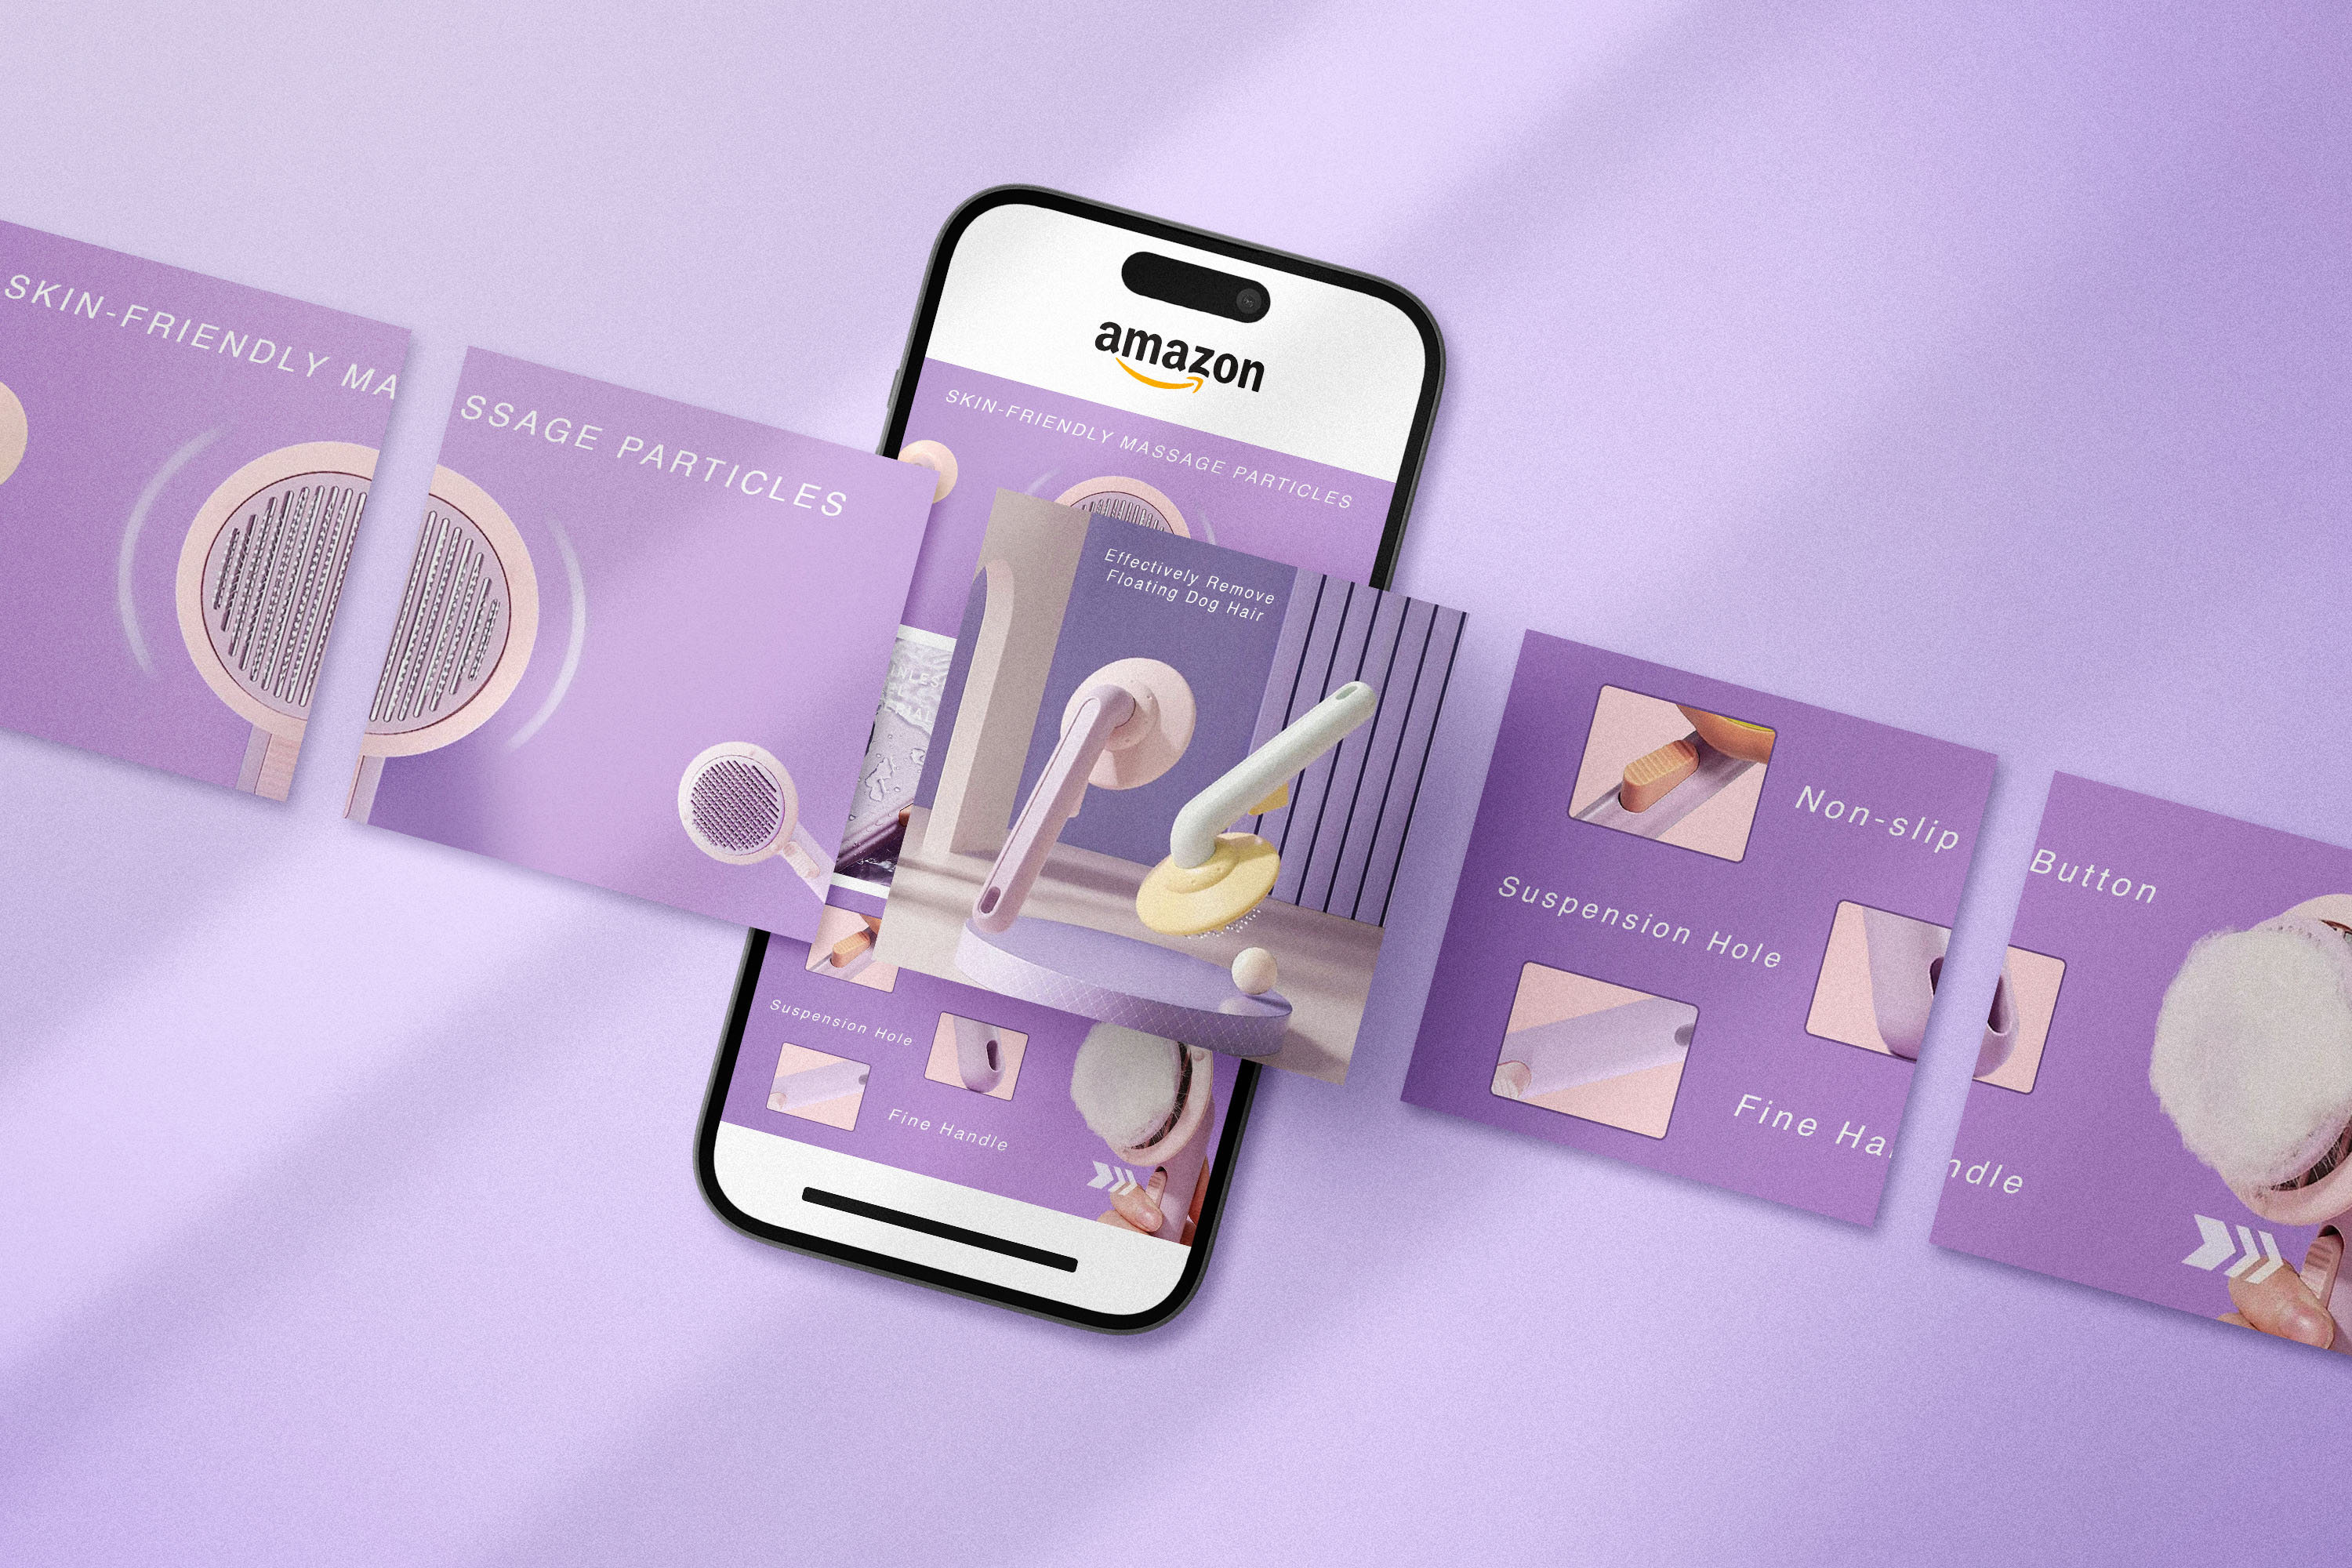 SKIN-FRIENDLY MA
SSAGE PARTICLES
amazon
SKIN-FRIENDLY MASSAGE PARTICLES
Effectively Remove
Floating Dog Hair
Suspension Hole
Fine Handle
Non-slip
Suspension Hole
Fine Ha
Button
ndle